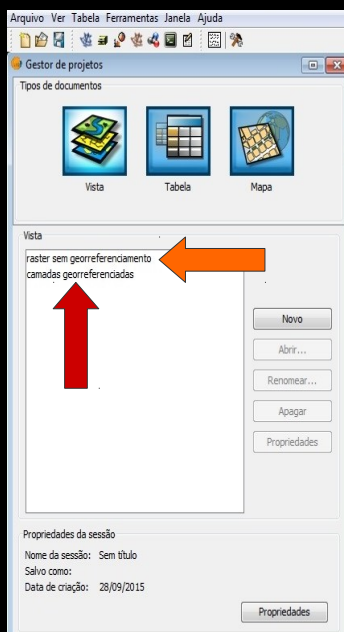 Arquivo Ver Tabela Ferramentas Janela Ajuda
Gestor de projetos
Tipos de documentos
Vista Tabela Mapa
Vista
raster sem georreferenciamento
camadas georreferenciadas
Novo
Abrir...
Renomear...
Apagar
Propriedades
Propriedades da sessão
Nome da sessão: Sem título
Salvo como:
Data de criação: 28/09/2015
Propriedades